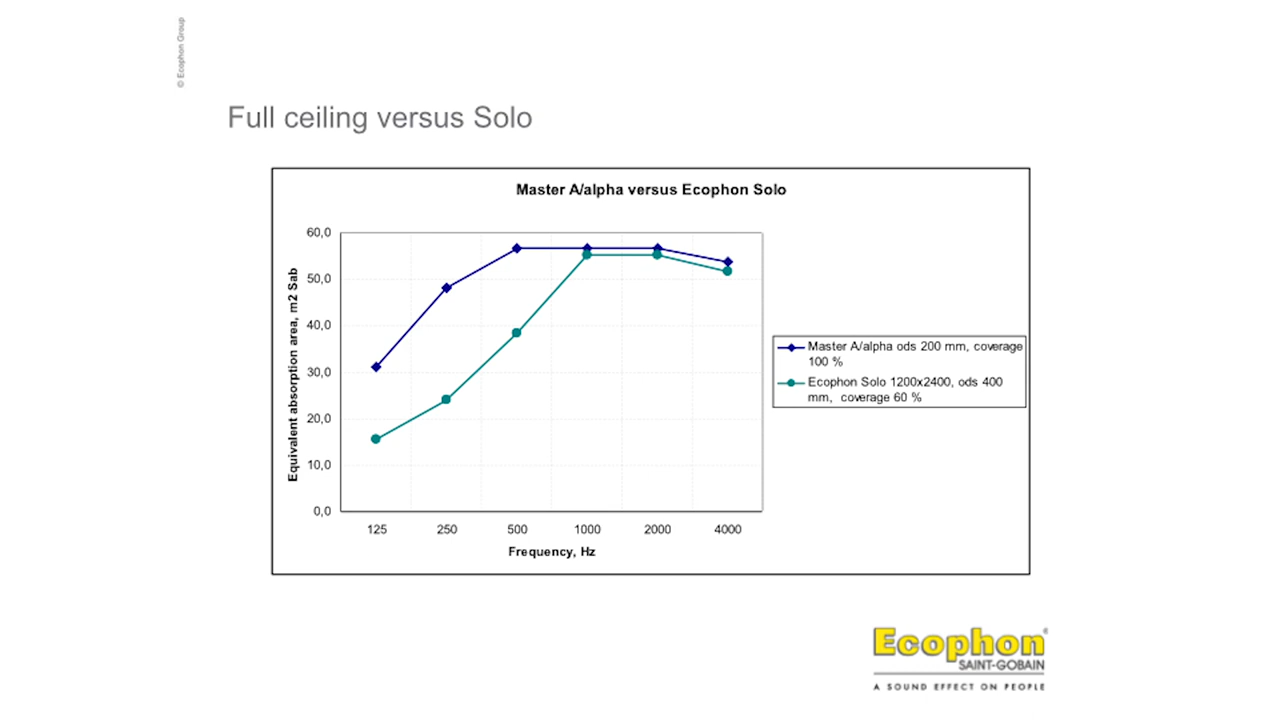 © Ecophon Group
Full ceiling versus Solo
Master A/alpha versus Ecophon Solo
Equivalent absorption area, m2 Sab
60,0
50,0
40,0
30,0
20,0
10,0
0,0
125 250 500 1000 2000 4000
Frequency, Hz
Master A/alpha ods 200 mm, coverage
100 %
Ecophon Solo 1200x2400, ods 400
mm, coverage 60 %
Ecophon®
SAINT-GOBAIN
A SOUND EFFECT ON PEOPLE